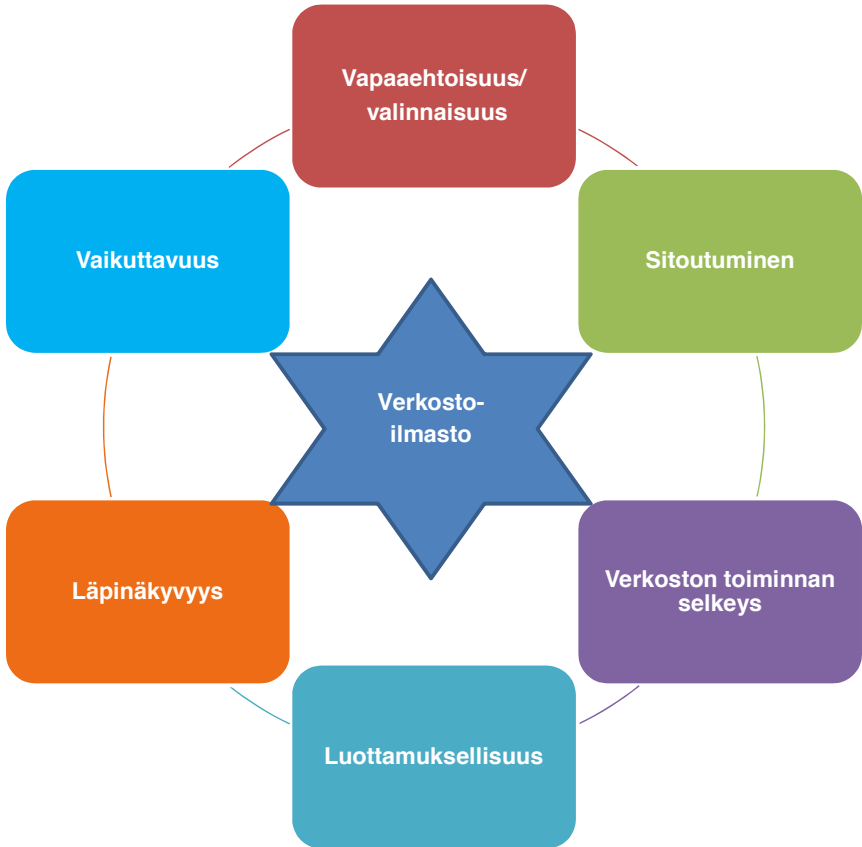 Vapaaehtoisuus/
valinnaisuus
Sitoutuminen
Verkoston toiminnan
selkeys
Luottamuksellisuus
Läpinäkyvyys
Vaikuttavuus
Verkosto-
ilmasto